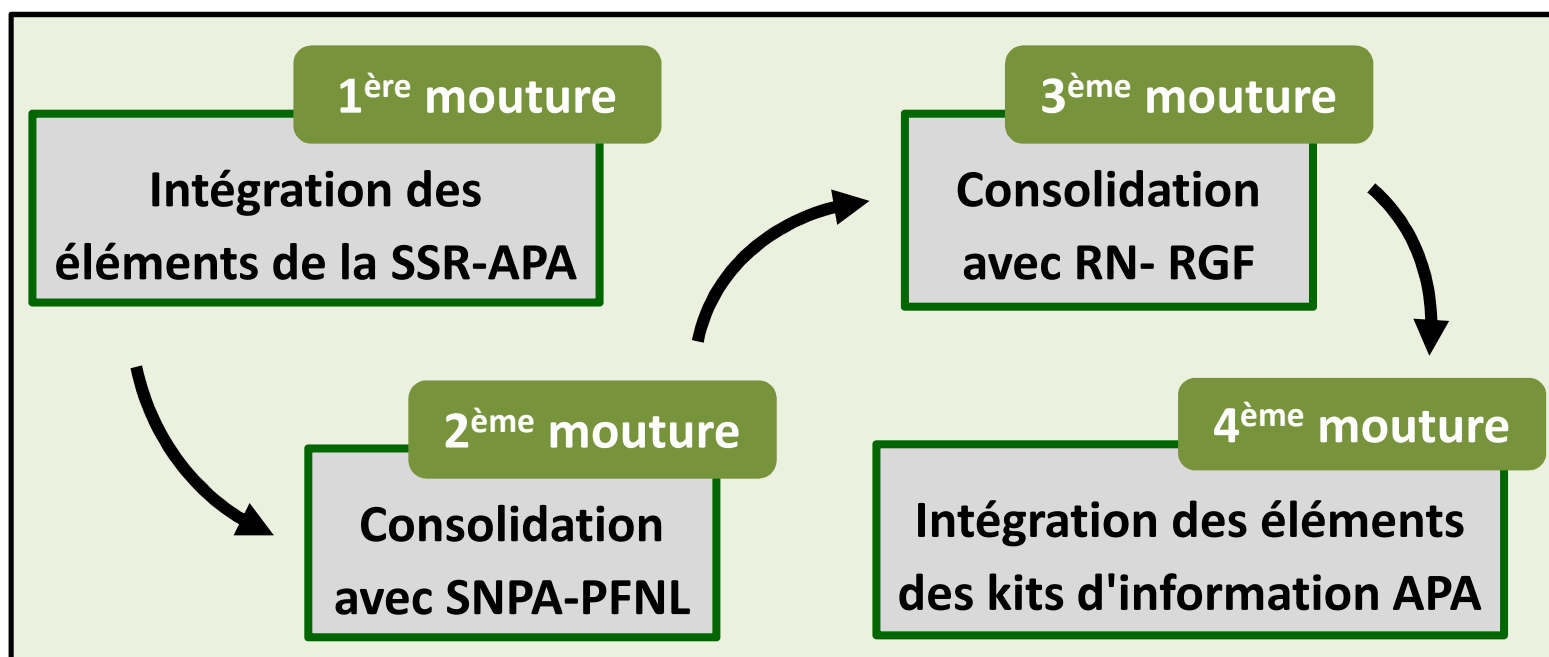 1ère mouture
Intégration des
éléments de la SSR-APA
2ème mouture
Consolidation
avec SNPA-PFNL
3ème mouture
Consolidation
avec RN- RGF
4ème mouture
Intégration des éléments
des kits d'information APA